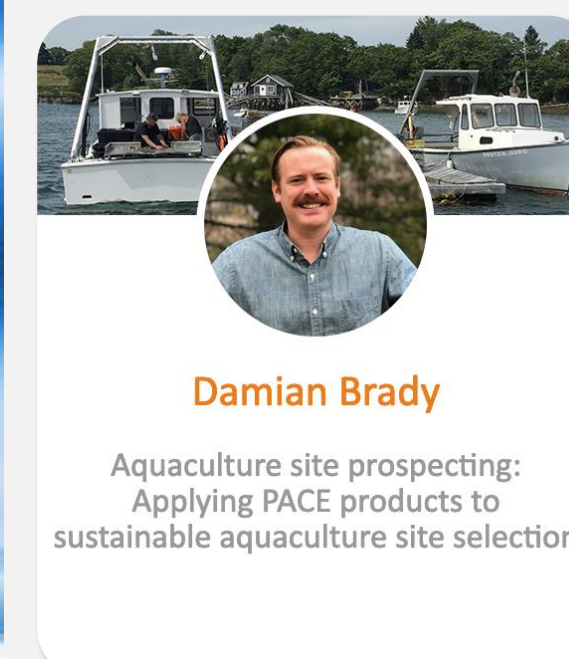 Damian Brady
Aquaculture site prospecting:
Applying PACE products to
sustainable aquaculture site selection